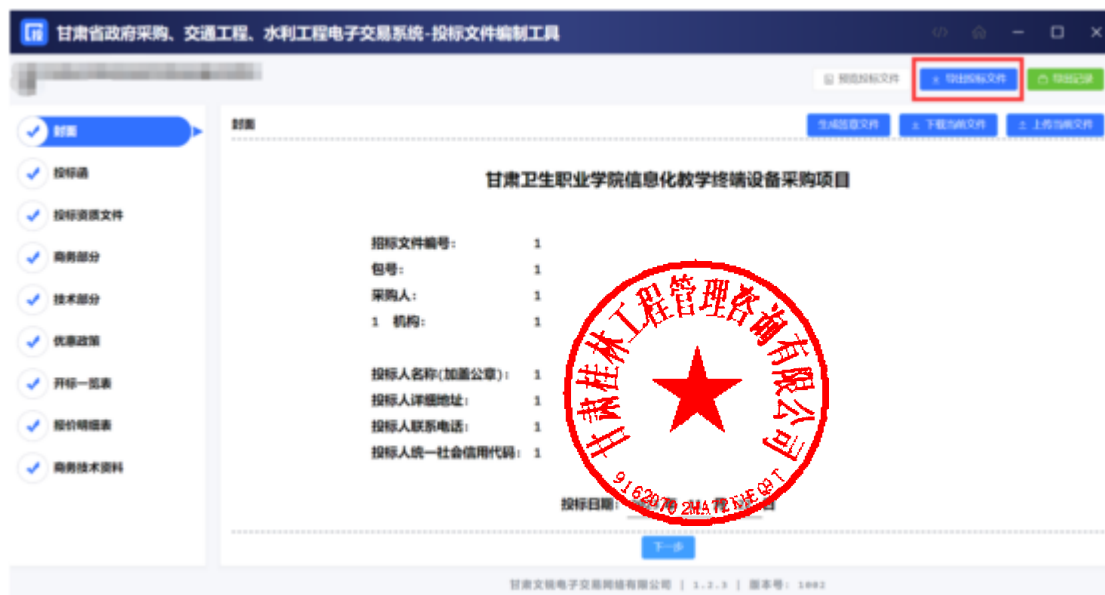 甘肃省政府采购、交通工程、水利工程电子交易系统-投标文件编制工具
预览投标文件 导出投标文件 导出记录
封面 封面 生成签章文件 下载当前文件 上传当前文件
投标函
投标资质文件
商务部分
技术部分
优惠政策
开标一览表
报价明细表
商务技术资料
甘肃卫生职业学院信息化教学终端设备采购项目
招标文件编号: 1
包号: 1
采购人: 1
1 机构: 1
投标人名称(加盖公章): 1
投标人详细地址: 1
投标人联系电话: 1
投标人统一社会信用代码: 1
投标日期:
甘肃桂林工程管理咨询有限公司
下一步
甘肃文锐电子交易网络有限公司 | 1.2.3 | 版本号: 1002